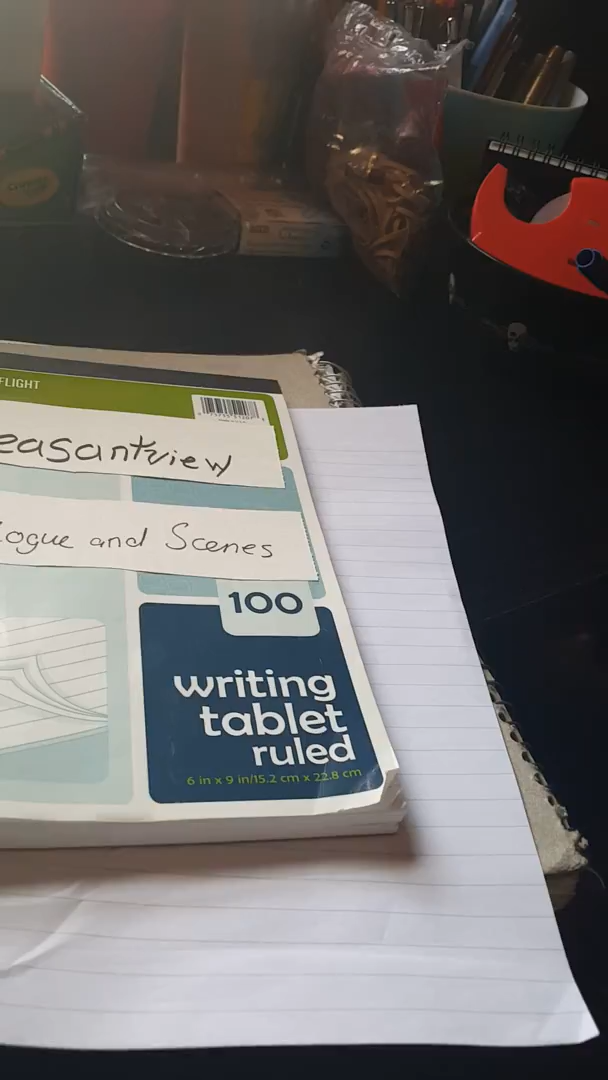 FLIGHT
easantview
logue and Scenes
100
writing
tablet
ruled
6 in x 9 in/15.2 cm x 22.8 cm